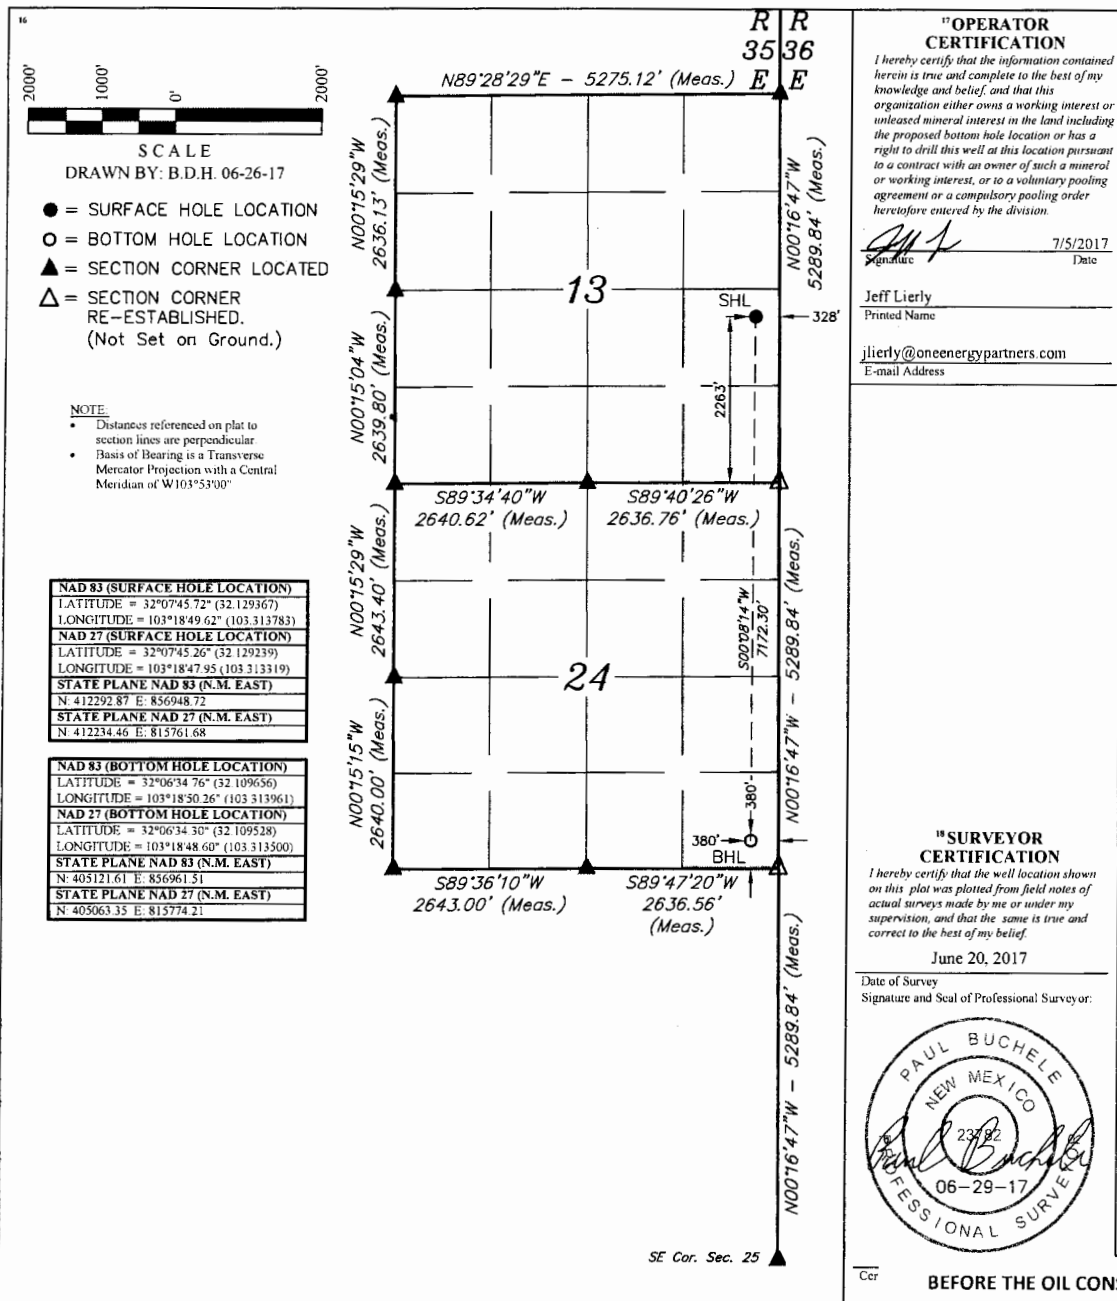 16
2000'
1000'
0'
2000'
SCALE
DRAWN BY: B.D.H. 06-26-17
= SURFACE HOLE LOCATION
= BOTTOM HOLE LOCATION
= SECTION CORNER LOCATED
= SECTION CORNER
RE-ESTABLISHED.
(Not Set on Ground.)
NOTE:
• Distances referenced on plat to
section lines are perpendicular.
• Basis of Bearing is a Transverse
Mercator Projection with a Central
Meridian of W103°53'00"
NAD 83 (SURFACE HOLE LOCATION)
LATITUDE = 32°07'45.72" (32.129367)
LONGITUDE = 103°18'49.62" (103.313783)
NAD 27 (SURFACE HOLE LOCATION)
LATITUDE = 32°07'45.26" (32.129239)
LONGITUDE = 103°18'47.95 (103.313319)
STATE PLANE NAD 83 (N.M. EAST)
N: 412292.87 E: 856948.72
STATE PLANE NAD 27 (N.M. EAST)
N: 412234.46 E: 815761.68
NAD 83 (BOTTOM HOLE LOCATION)
LATITUDE = 32°06'34.76" (32.109656)
LONGITUDE = 103°18'50.26" (103.313961)
NAD 27 (BOTTOM HOLE LOCATION)
LATITUDE = 32°06'34.30" (32.109528)
LONGITUDE = 103°18'48.60" (103.313500)
STATE PLANE NAD 83 (N.M. EAST)
N: 405121.61 E: 856961.51
STATE PLANE NAD 27 (N.M. EAST)
N: 405063.35 E: 815774.21
R R
35 36
E E
N89°28'29"E – 5275.12' (Meas.)
N00°15'29"W
2636.13' (Meas.)
N00°16'47"W
5289.84' (Meas.)
13
SHL
328'
2263'
N00°15'04"W
2639.80' (Meas.)
S89°34'40"W
2640.62' (Meas.)
S89°40'26"W
2636.76' (Meas.)
N00°15'29"W
2643.40' (Meas.)
S00°08'14"W
7172.30'
N00°16'47"W – 5289.84' (Meas.)
24
N00°15'15"W
2640.00' (Meas.)
380'
380'
BHL
S89°36'10"W
2643.00' (Meas.)
S89°47'20"W
2636.56'
(Meas.)
N00°16'47"W – 5289.84' (Meas.)
SE Cor. Sec. 25
17 OPERATOR
CERTIFICATION
I hereby certify that the information contained
herein is true and complete to the best of my
knowledge and belief, and that this
organization either owns a working interest or
unleased mineral interest in the land including
the proposed bottom hole location or has a
right to drill this well at this location pursuant
to a contract with an owner of such a mineral
or working interest, or to a voluntary pooling
agreement or a compulsory pooling order
heretofore entered by the division.
7/5/2017
Signature Date
Jeff Lierly
Printed Name
jlierly@oneenergypartners.com
E-mail Address
18 SURVEYOR
CERTIFICATION
I hereby certify that the well location shown
on this plat was plotted from field notes of
actual surveys made by me or under my
supervision, and that the same is true and
correct to the best of my belief.
June 20, 2017
Date of Survey
Signature and Seal of Professional Surveyor:
PAUL BUCHELE
NEW MEXICO
23782
Paul Buchele
06-29-17
PROFESSIONAL SURVEYOR
Cer
BEFORE THE OIL CONS